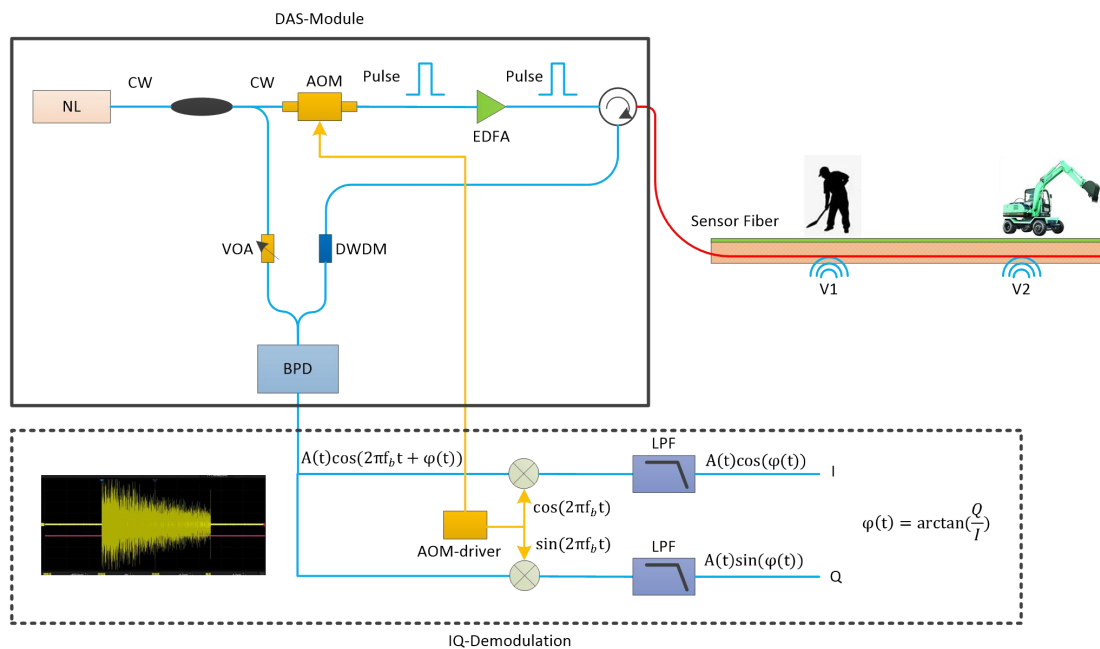 DAS-Module
CW
CW
AOM
Pulse
Pulse
NL
EDFA
VOA
DWDM
Sensor Fiber
V1
V2
BPD
A(t)cos(2πf_b t + φ(t))
LPF
A(t)cos(φ(t))
I
cos(2πf_b t)
φ(t) = arctan(Q/I)
AOM-driver
sin(2πf_b t)
LPF
A(t)sin(φ(t))
Q
IQ-Demodulation